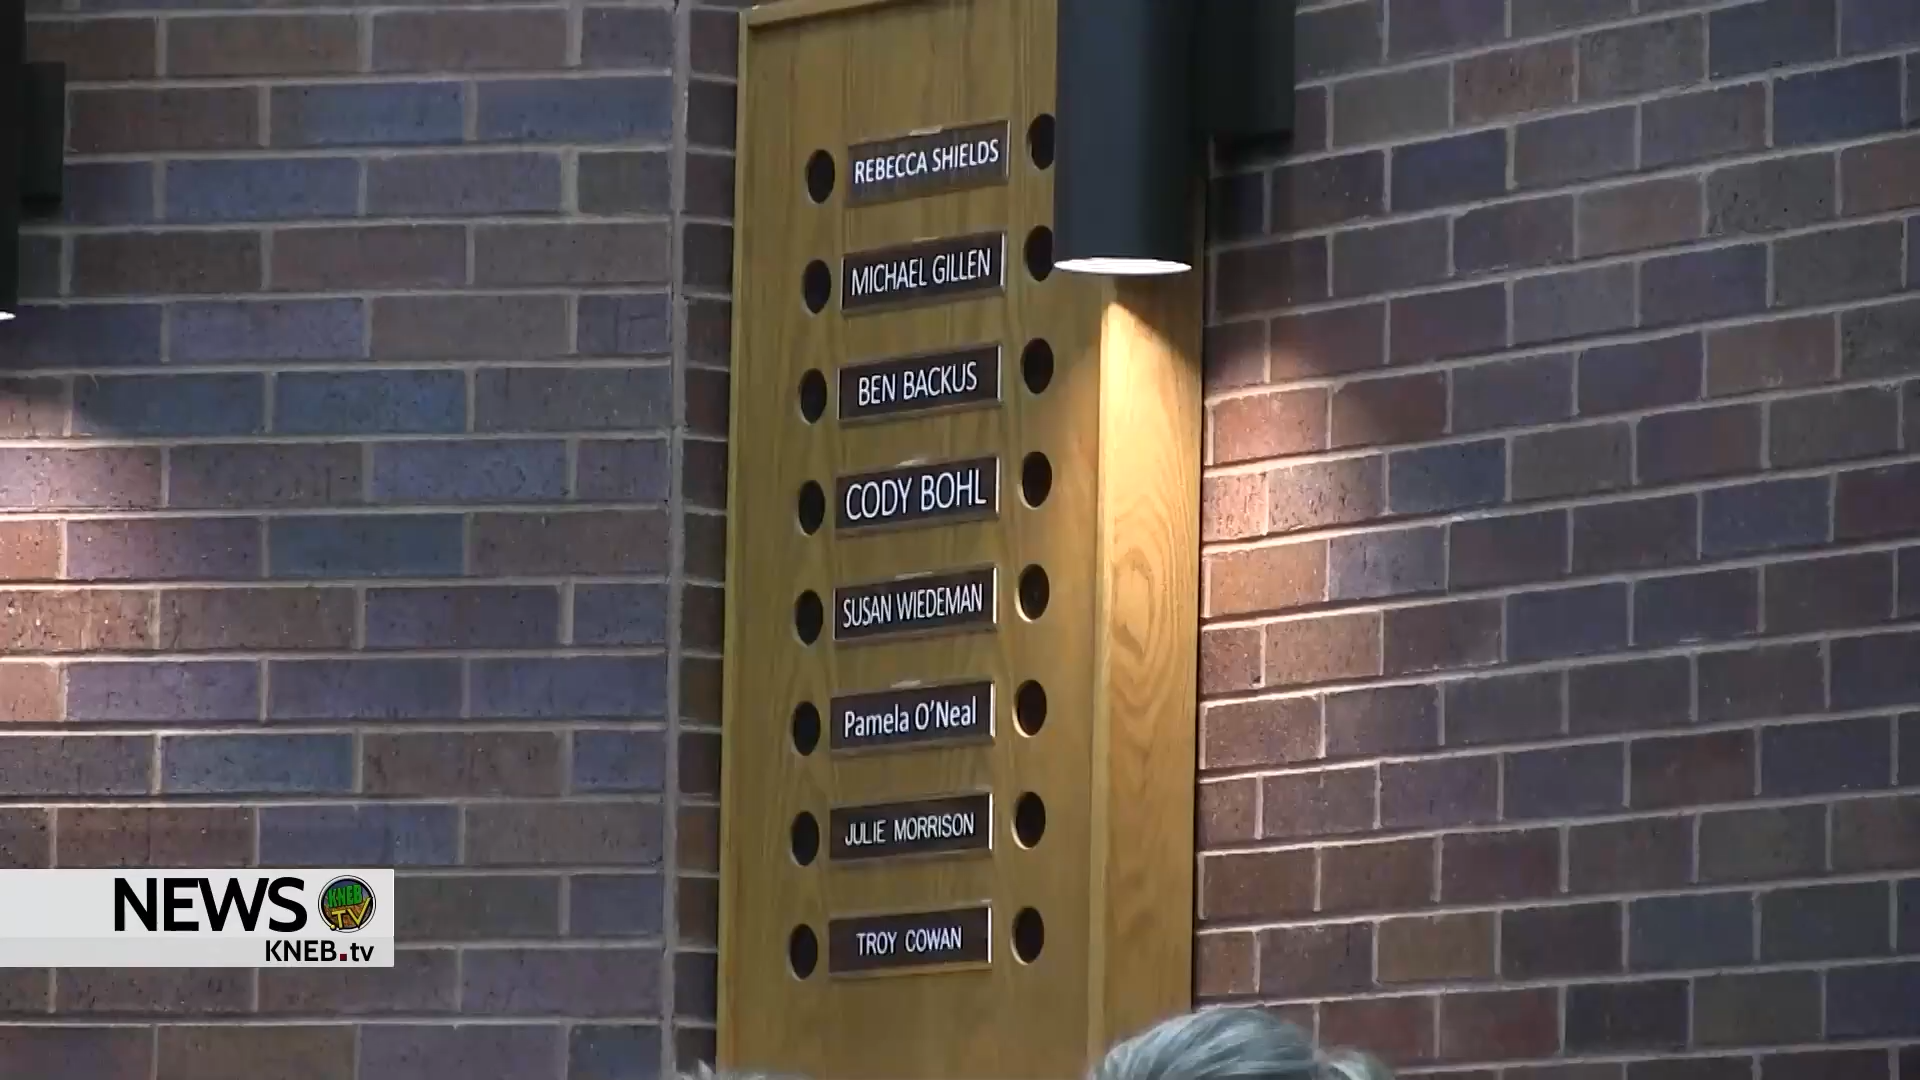 REBECCA SHIELDS
MICHAEL GILLEN
BEN BACKUS
CODY BOHL
SUSAN WIEDEMAN
Pamela O'Neal
JULIE MORRISON
TROY COWAN
NEWS KNEB TV
KNEB.tv